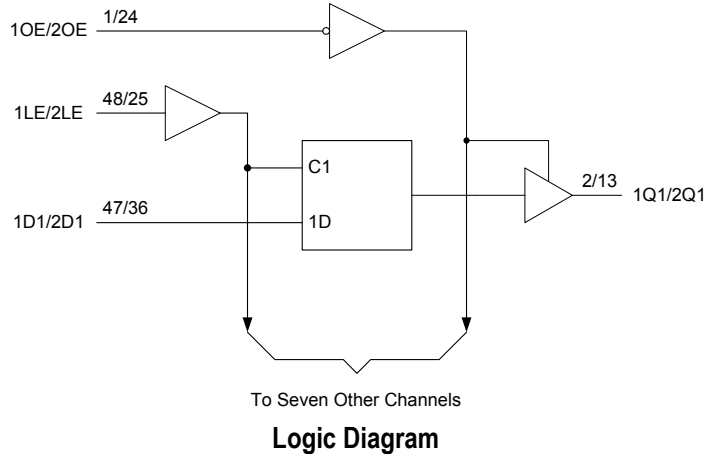 1OE/2OE 1/24
1LE/2LE 48/25
C1
2/13 1Q1/2Q1
1D1/2D1 47/36
1D
To Seven Other Channels
Logic Diagram